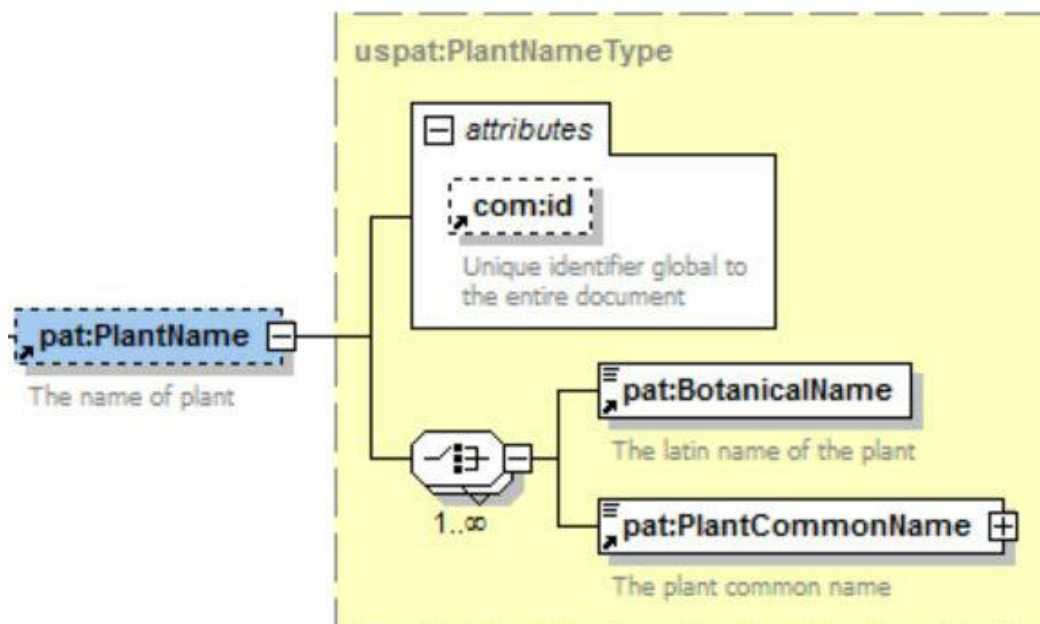 uspat:PlantNameType
attributes
com:id
Unique identifier global to
the entire document
pat:PlantName
The name of plant
pat:BotanicalName
The latin name of the plant
1..∞
pat:PlantCommonName
The plant common name